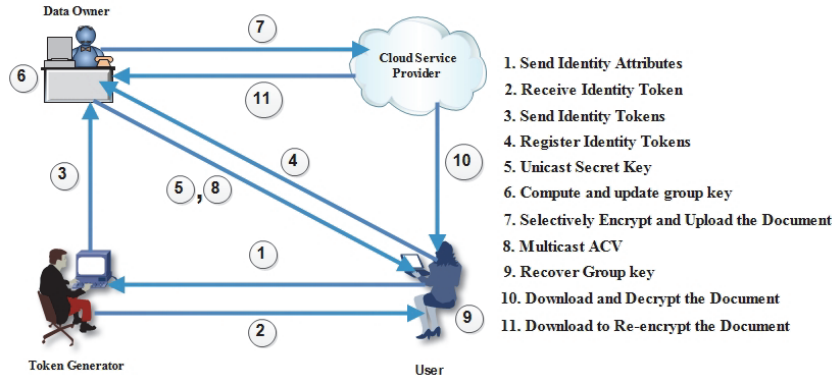 Data Owner
7
Cloud Service
Provider
6
11
1. Send Identity Attributes
2. Receive Identity Token
3. Send Identity Tokens
4. Register Identity Tokens
5. Unicast Secret Key
6. Compute and update group key
7. Selectively Encrypt and Upload the Document
8. Multicast ACV
9. Recover Group key
10. Download and Decrypt the Document
11. Download to Re-encrypt the Document
3
4
10
5 , 8
1
2
9
Token Generator
User